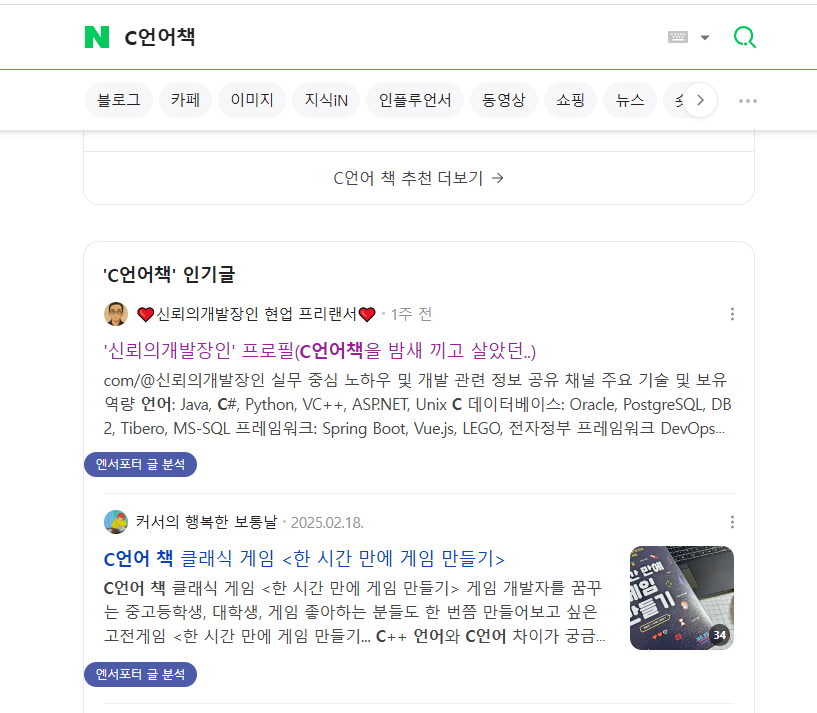 N C언어책
블로그 카페 이미지 지식iN 인플루언서 동영상 쇼핑 뉴스
C언어 책 추천 더보기 →
'C언어책' 인기글
❤신뢰의개발장인 현업 프리랜서❤ · 1주 전
'신뢰의개발장인' 프로필(C언어책을 밤새 끼고 살았던..)
com/@신뢰의개발장인 실무 중심 노하우 및 개발 관련 정보 공유 채널 주요 기술 및 보유
역량 언어: Java, C#, Python, VC++, ASP.NET, Unix C 데이터베이스: Oracle, PostgreSQL, DB
2, Tibero, MS-SQL 프레임워크: Spring Boot, Vue.js, LEGO, 전자정부 프레임워크 DevOps...
엔서포터 글 분석
커서의 행복한 보통날 · 2025.02.18.
C언어 책 클래식 게임 <한 시간 만에 게임 만들기>
C언어 책 클래식 게임 <한 시간 만에 게임 만들기> 게임 개발자를 꿈꾸
는 중고등학생, 대학생, 게임 좋아하는 분들도 한 번쯤 만들어보고 싶은
고전게임 <한 시간 만에 게임 만들기... C++ 언어와 C언어 차이가 궁금...
만에
게임
만들기
34
엔서포터 글 분석